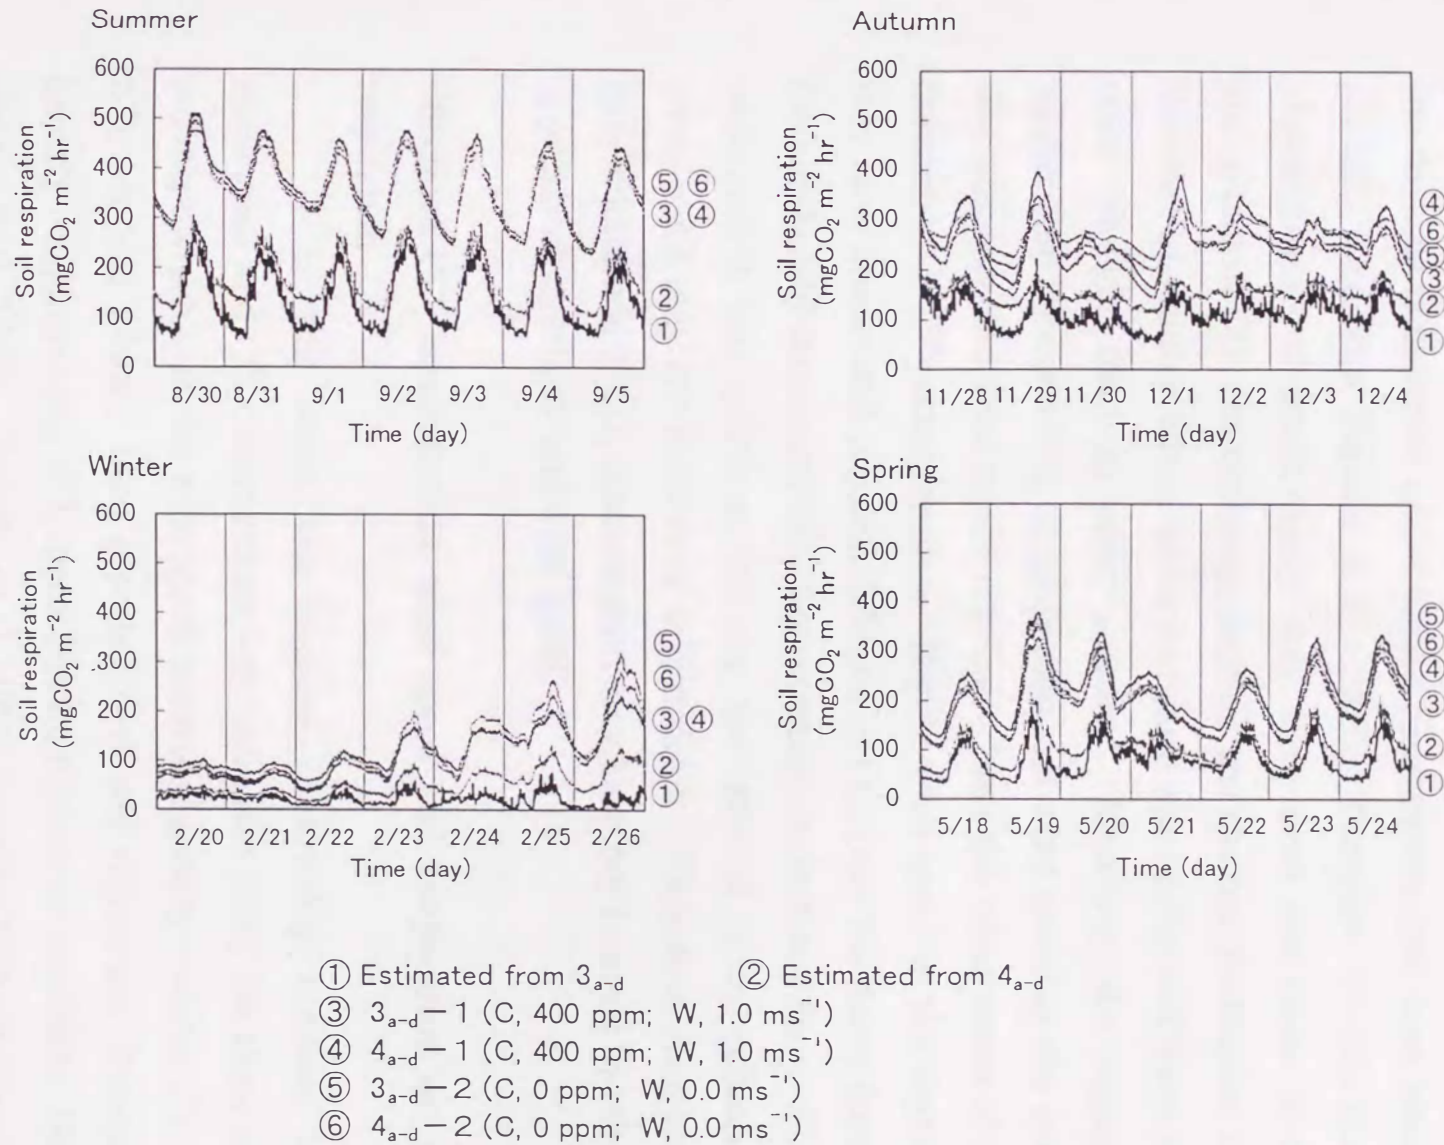 Summer
600
500
400
300
200
100
0
Soil respiration
(mgCO₂ m⁻² hr⁻¹)
⑤ ⑥
③ ④
②
①
8/30 8/31 9/1 9/2 9/3 9/4 9/5
Time (day)
Autumn
600
500
400
300
200
100
0
Soil respiration
(mgCO₂ m⁻² hr⁻¹)
④
⑥
⑤
③
②
①
11/28 11/29 11/30 12/1 12/2 12/3 12/4
Time (day)
Winter
600
500
400
300
200
100
0
Soil respiration
(mgCO₂ m⁻² hr⁻¹)
⑤
⑥
③ ④
②
①
2/20 2/21 2/22 2/23 2/24 2/25 2/26
Time (day)
Spring
600
500
400
300
200
100
0
Soil respiration
(mgCO₂ m⁻² hr⁻¹)
⑤
⑥
④
③
②
①
5/18 5/19 5/20 5/21 5/22 5/23 5/24
Time (day)
① Estimated from 3a-d ② Estimated from 4a-d
③ 3a-d−1 (C, 400 ppm; W, 1.0 ms⁻¹)
④ 4a-d−1 (C, 400 ppm; W, 1.0 ms⁻¹)
⑤ 3a-d−2 (C, 0 ppm; W, 0.0 ms⁻¹)
⑥ 4a-d−2 (C, 0 ppm; W, 0.0 ms⁻¹)